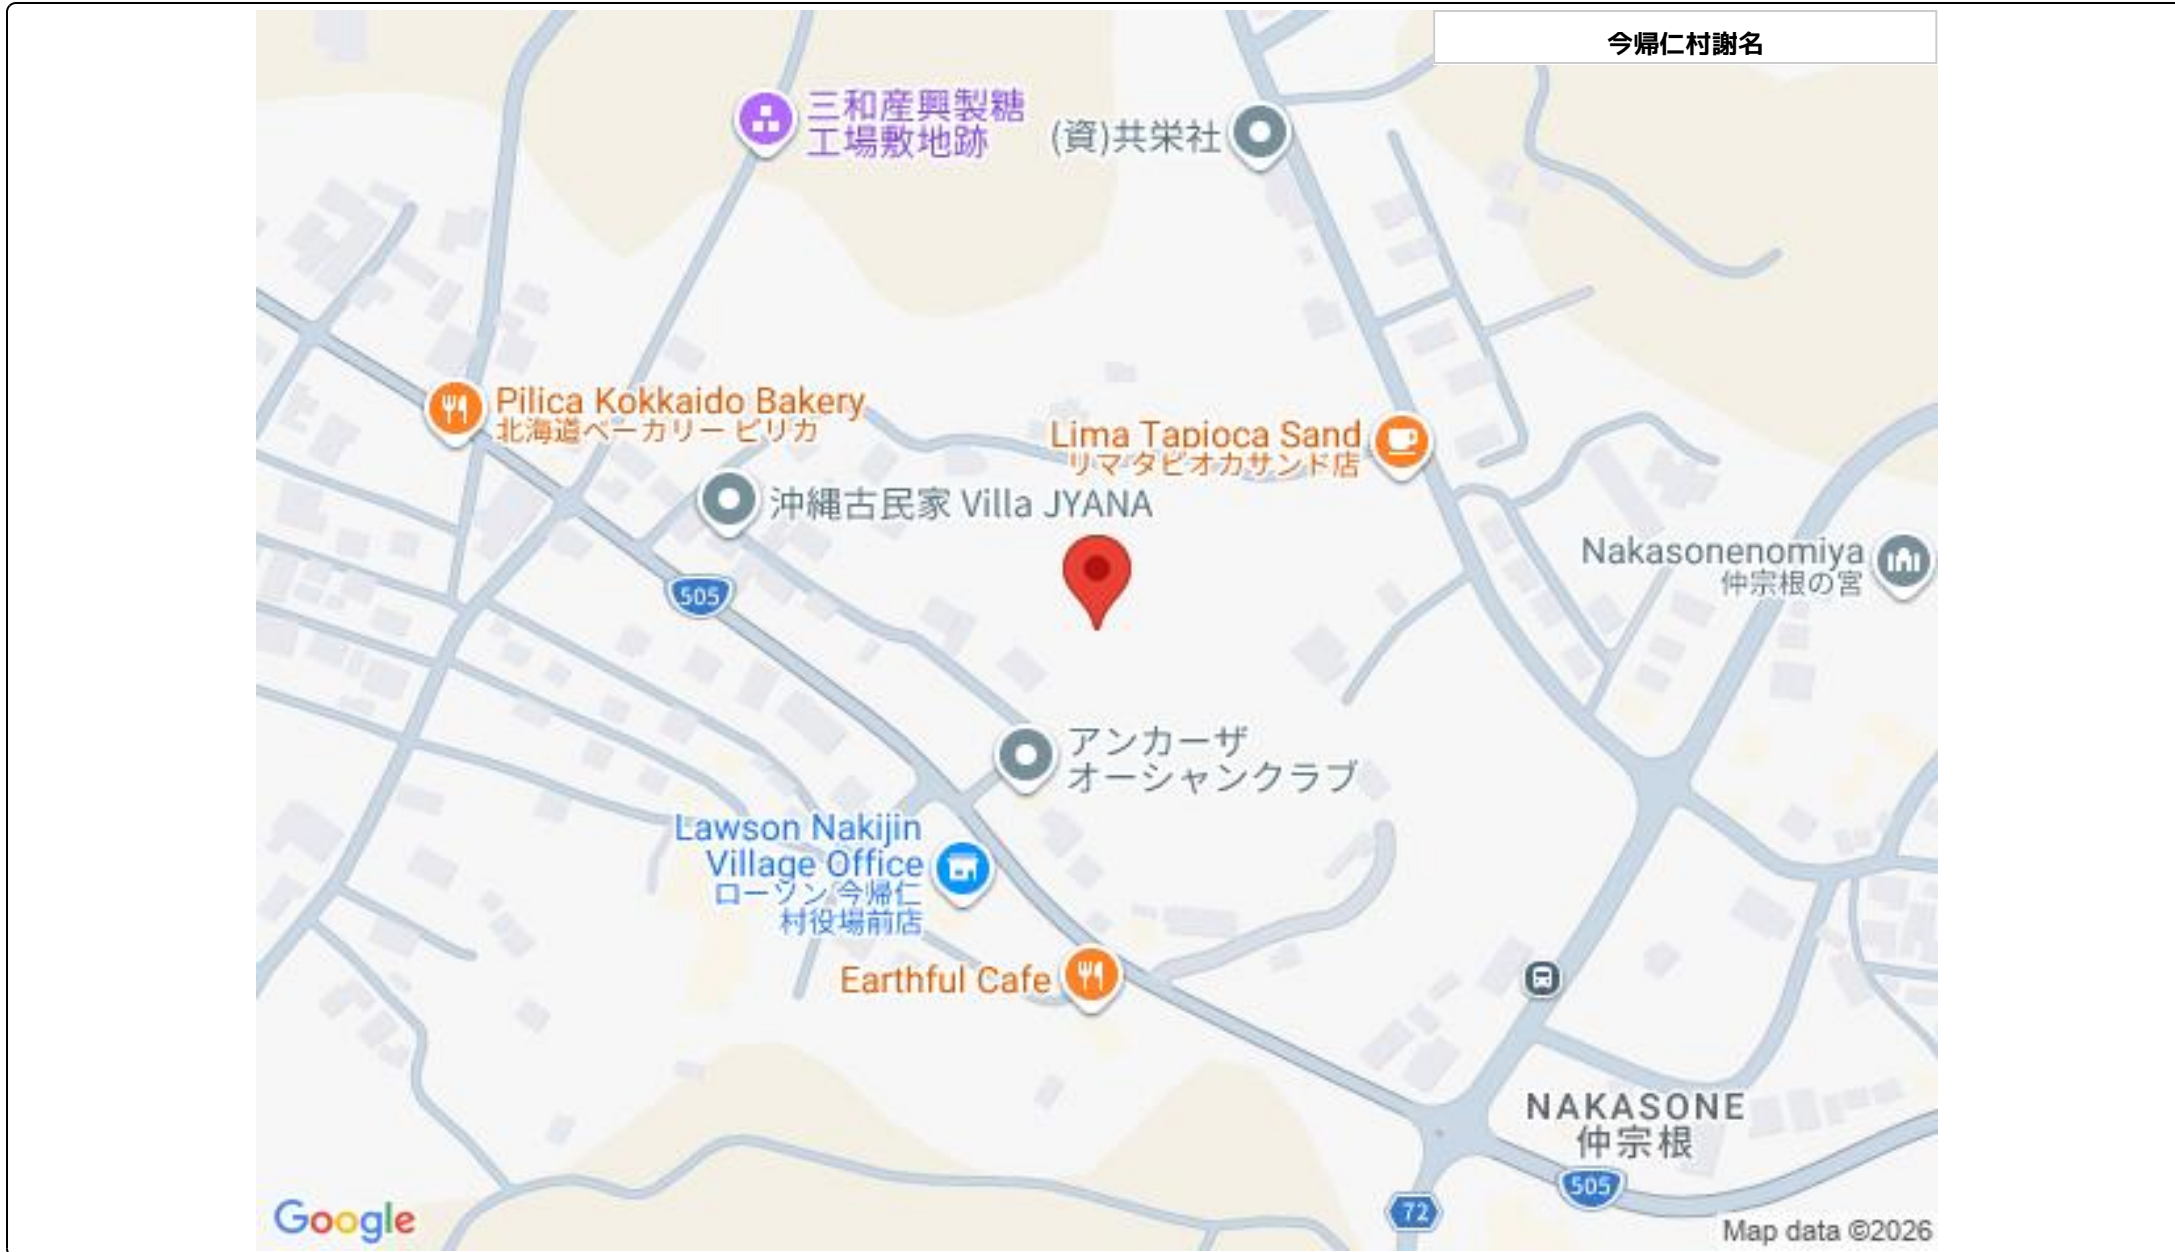 今帰仁村謝名
三和産興製糖
工場敷地跡
(資)共栄社
Pilica Kokkaido Bakery
北海道ベーカリー ピリカ
Lima Tapioca Sand
リマ タピオカサンド店
沖縄古民家 Villa JYANA
Nakasonenomiya
仲宗根の宮
505
アンカーザ
オーシャンクラブ
Lawson Nakijin
Village Office
ローソン 今帰仁
村役場前店
Earthful Cafe
NAKASONE
仲宗根
505
72
Google
Map data ©2026